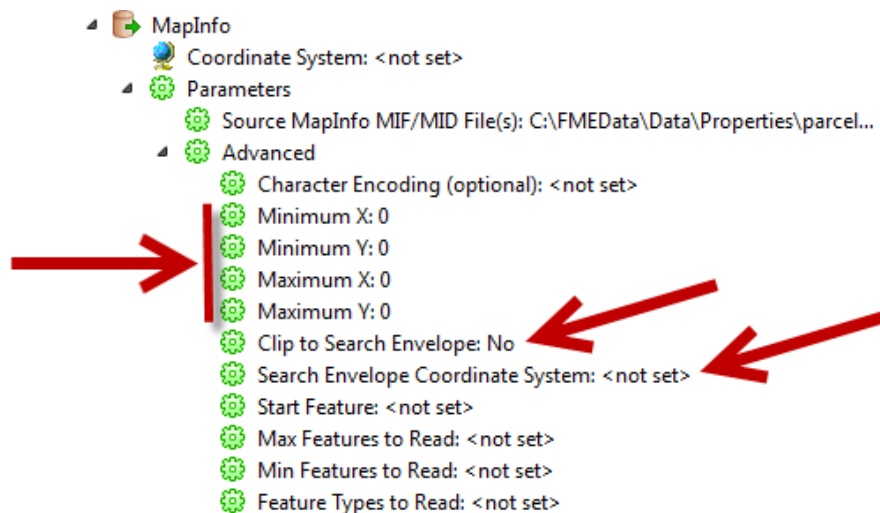 MapInfo
Coordinate System: <not set>
Parameters
Source MapInfo MIF/MID File(s): C:\FMEData\Data\Properties\parcel...
Advanced
Character Encoding (optional): <not set>
Minimum X: 0
Minimum Y: 0
Maximum X: 0
Maximum Y: 0
Clip to Search Envelope: No
Search Envelope Coordinate System: <not set>
Start Feature: <not set>
Max Features to Read: <not set>
Min Features to Read: <not set>
Feature Types to Read: <not set>